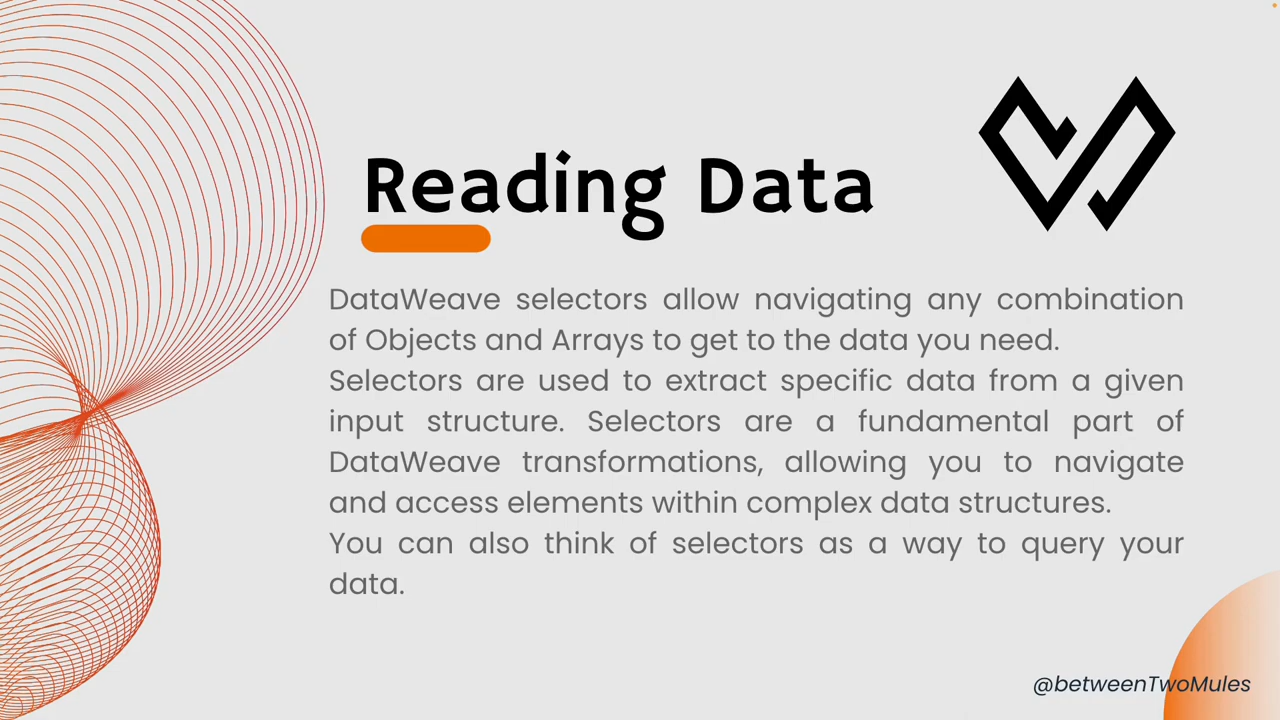 Reading Data
DataWeave selectors allow navigating any combination
of Objects and Arrays to get to the data you need.
Selectors are used to extract specific data from a given
input structure. Selectors are a fundamental part of
DataWeave transformations, allowing you to navigate
and access elements within complex data structures.
You can also think of selectors as a way to query your
data.
@betweenTwoMules